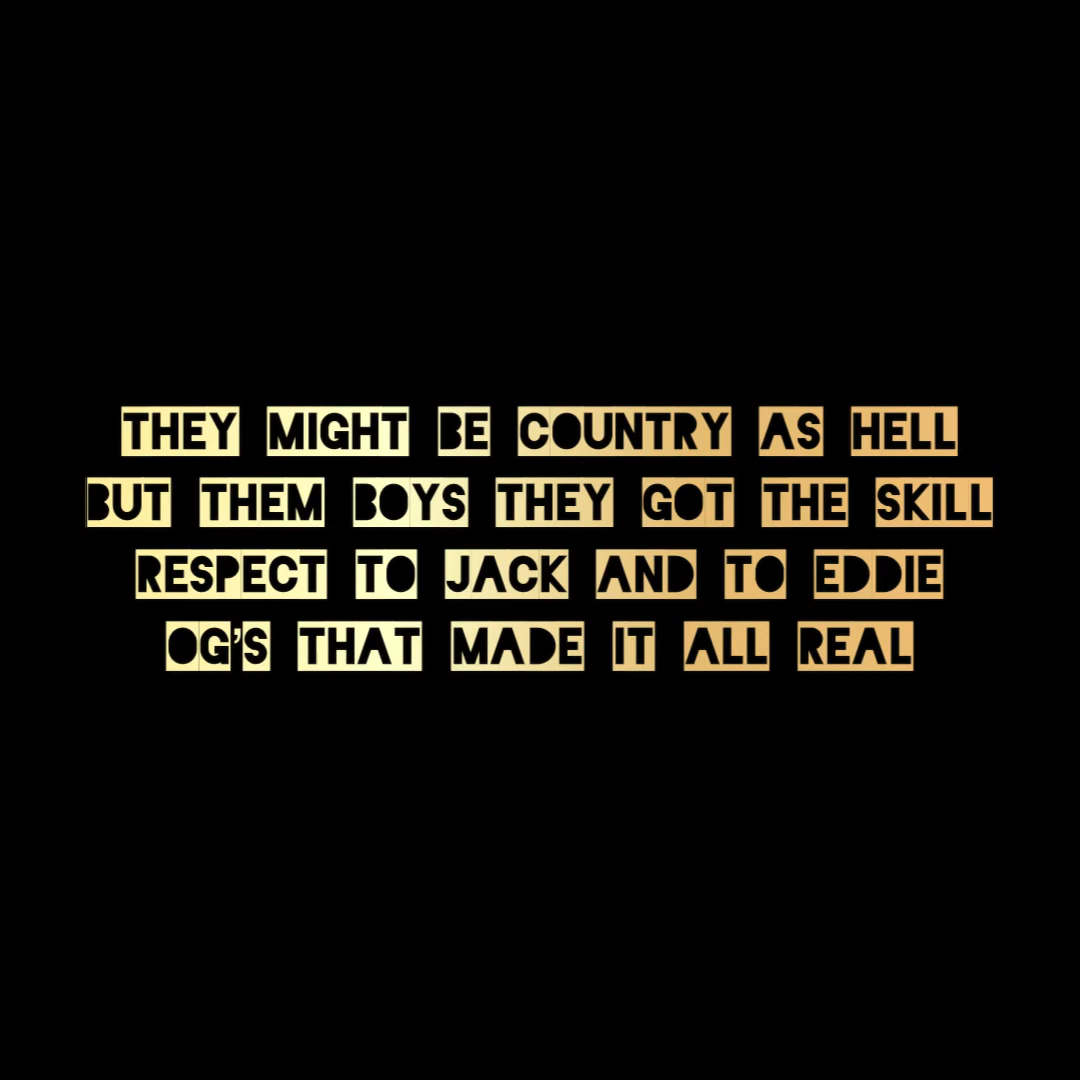 THEY MIGHT BE COUNTRY AS HELL
BUT THEM BOYS THEY GOT THE SKILL
RESPECT TO JACK AND TO EDDIE
OG'S THAT MADE IT ALL REAL